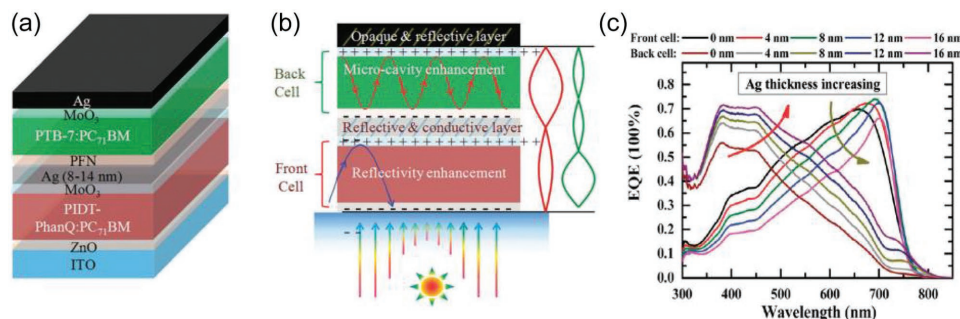 (a)
Ag
MoO₃
PTB-7:PC₇₁BM
PFN
Ag (8-14 nm)
MoO₃
PIDT-
PhanQ:PC₇₁BM
ZnO
ITO
(b)
Opaque & reflective layer
Back
Cell
Micro-cavity enhancement
Reflective & conductive layer
Front
Cell
Reflectivity enhancement
(c)
Front cell: 0 nm 4 nm 8 nm 12 nm 16 nm
Back cell: 0 nm 4 nm 8 nm 12 nm 16 nm
Ag thickness increasing
EQE (100%)
0.8
0.7
0.6
0.5
0.4
0.3
0.2
0.1
0.0
300 400 500 600 700 800
Wavelength (nm)